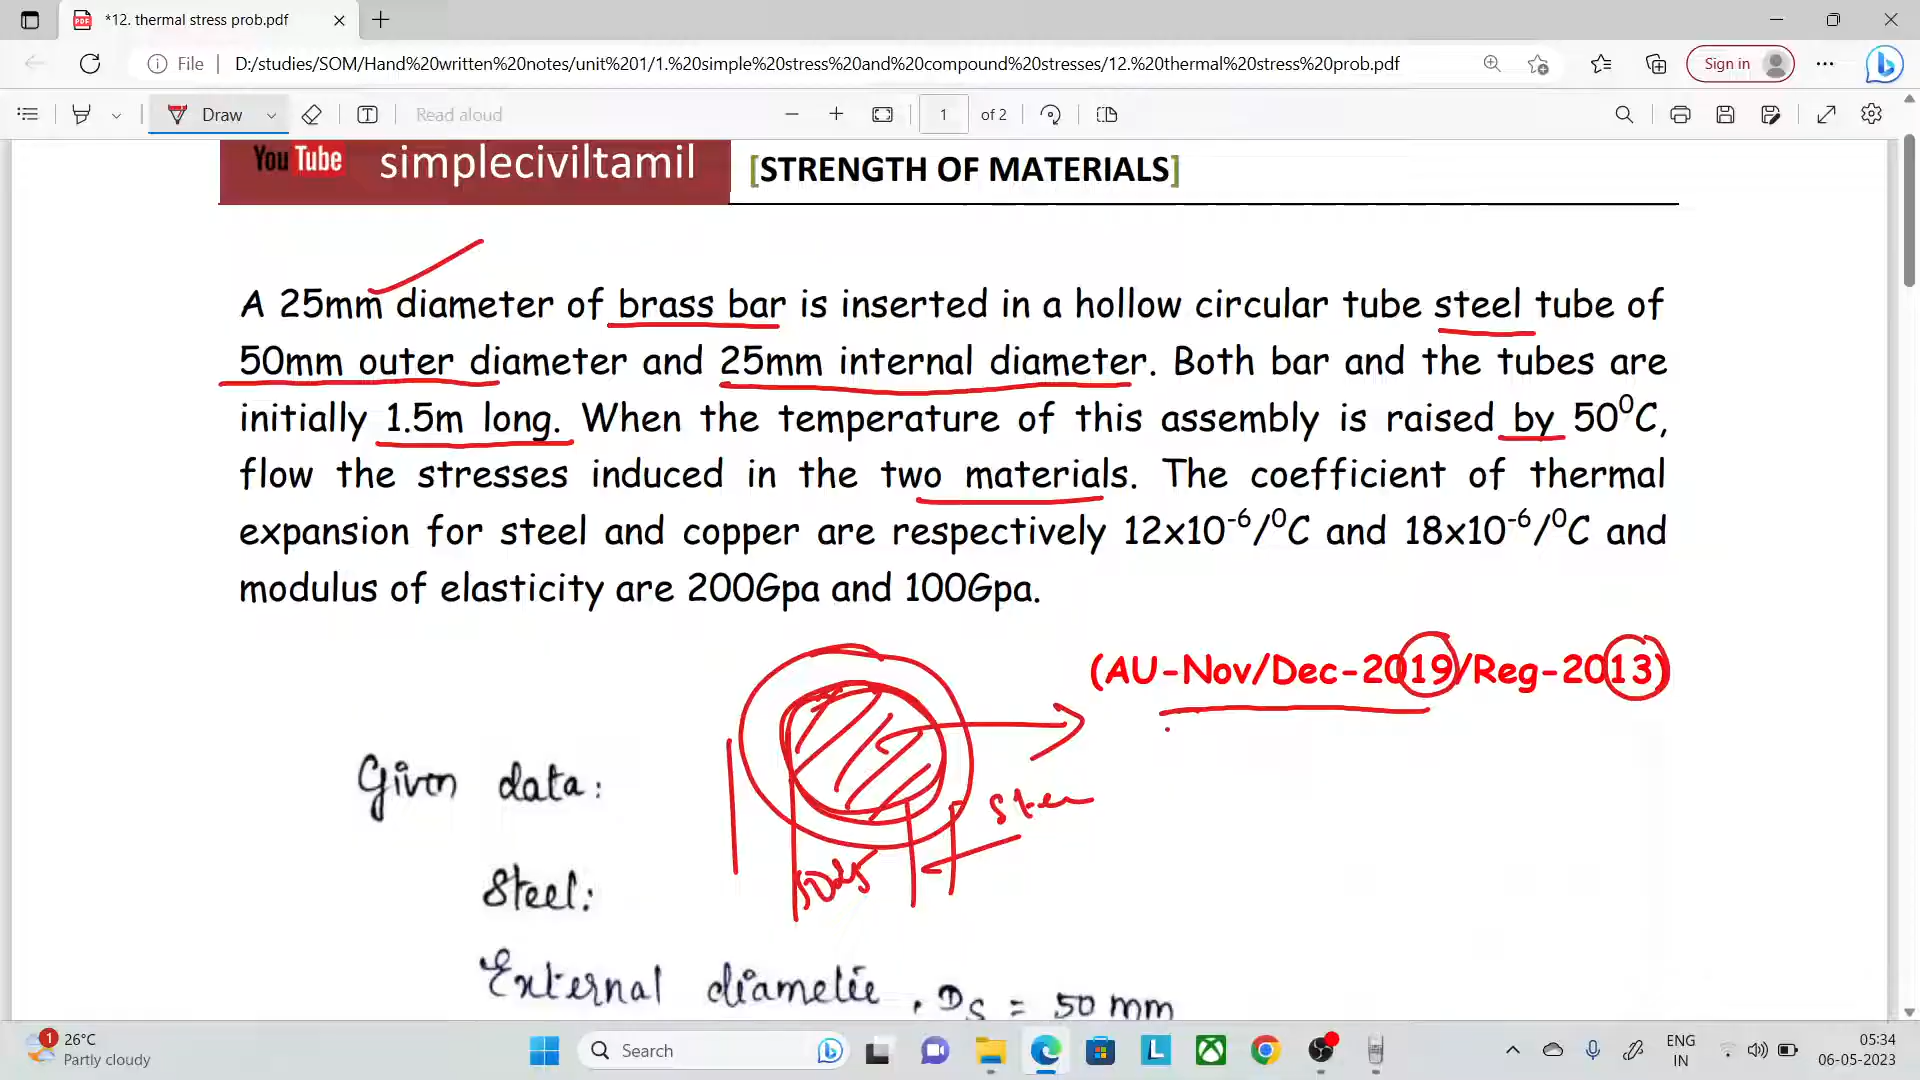 *12. thermal stress prob.pdf
File
D:/studies/SOM/Hand%20written%20notes/unit%201/1.%20simple%20stress%20and%20compound%20stresses/12.%20thermal%20stress%20prob.pdf
Sign in
Draw
Read aloud
1 of 2
YouTube simpleciviltamil [STRENGTH OF MATERIALS]
A 25mm diameter of brass bar is inserted in a hollow circular tube steel tube of
50mm outer diameter and 25mm internal diameter. Both bar and the tubes are
initially 1.5m long. When the temperature of this assembly is raised by 50⁰C,
flow the stresses induced in the two materials. The coefficient of thermal
expansion for steel and copper are respectively 12x10⁻⁶/⁰C and 18x10⁻⁶/⁰C and
modulus of elasticity are 200Gpa and 100Gpa.
(AU-Nov/Dec-2019/Reg-2013)
Given data:
Steel:
External diametie, Ds = 50 mm
1
26°C
Partly cloudy
Search
ENG
IN
05:34
06-05-2023